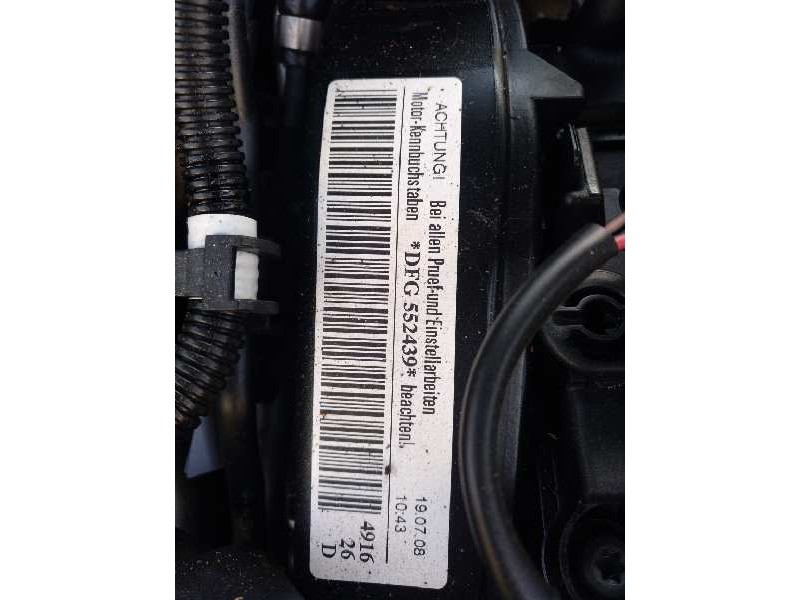 ACHTUNG! Bei allen Pruef-und Einstellarbeiten 19.07.08
Motor-Kennbuchstaben *DFG 552439* beachten! 10:43
4916
26
D